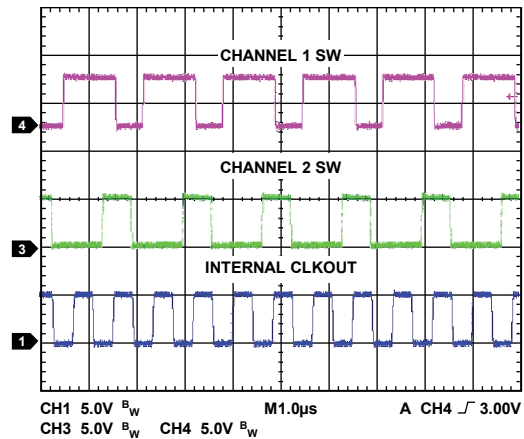 CHANNEL 1 SW
4
CHANNEL 2 SW
3
INTERNAL CLKOUT
1
CH1 5.0V BW M1.0µs A CH4 3.00V
CH3 5.0V BW CH4 5.0V BW